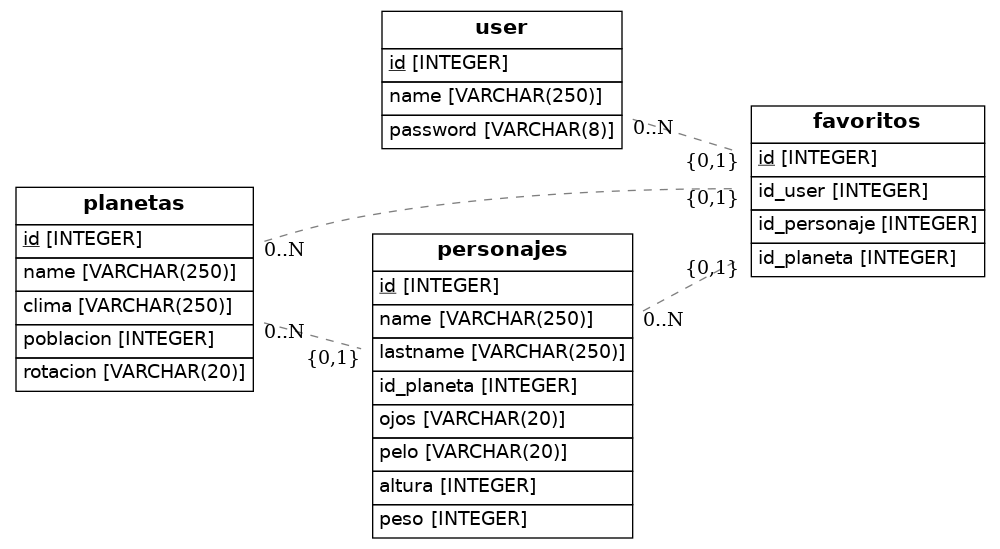 user
id [INTEGER]
name [VARCHAR(250)]
password [VARCHAR(8)]
0..N
{0,1}
favoritos
id [INTEGER]
id_user [INTEGER]
id_personaje [INTEGER]
id_planeta [INTEGER]
{0,1}
{0,1}
planetas
id [INTEGER]
name [VARCHAR(250)]
clima [VARCHAR(250)]
poblacion [INTEGER]
rotacion [VARCHAR(20)]
0..N
0..N
{0,1}
personajes
id [INTEGER]
name [VARCHAR(250)]
lastname [VARCHAR(250)]
id_planeta [INTEGER]
ojos [VARCHAR(20)]
pelo [VARCHAR(20)]
altura [INTEGER]
peso [INTEGER]
0..N